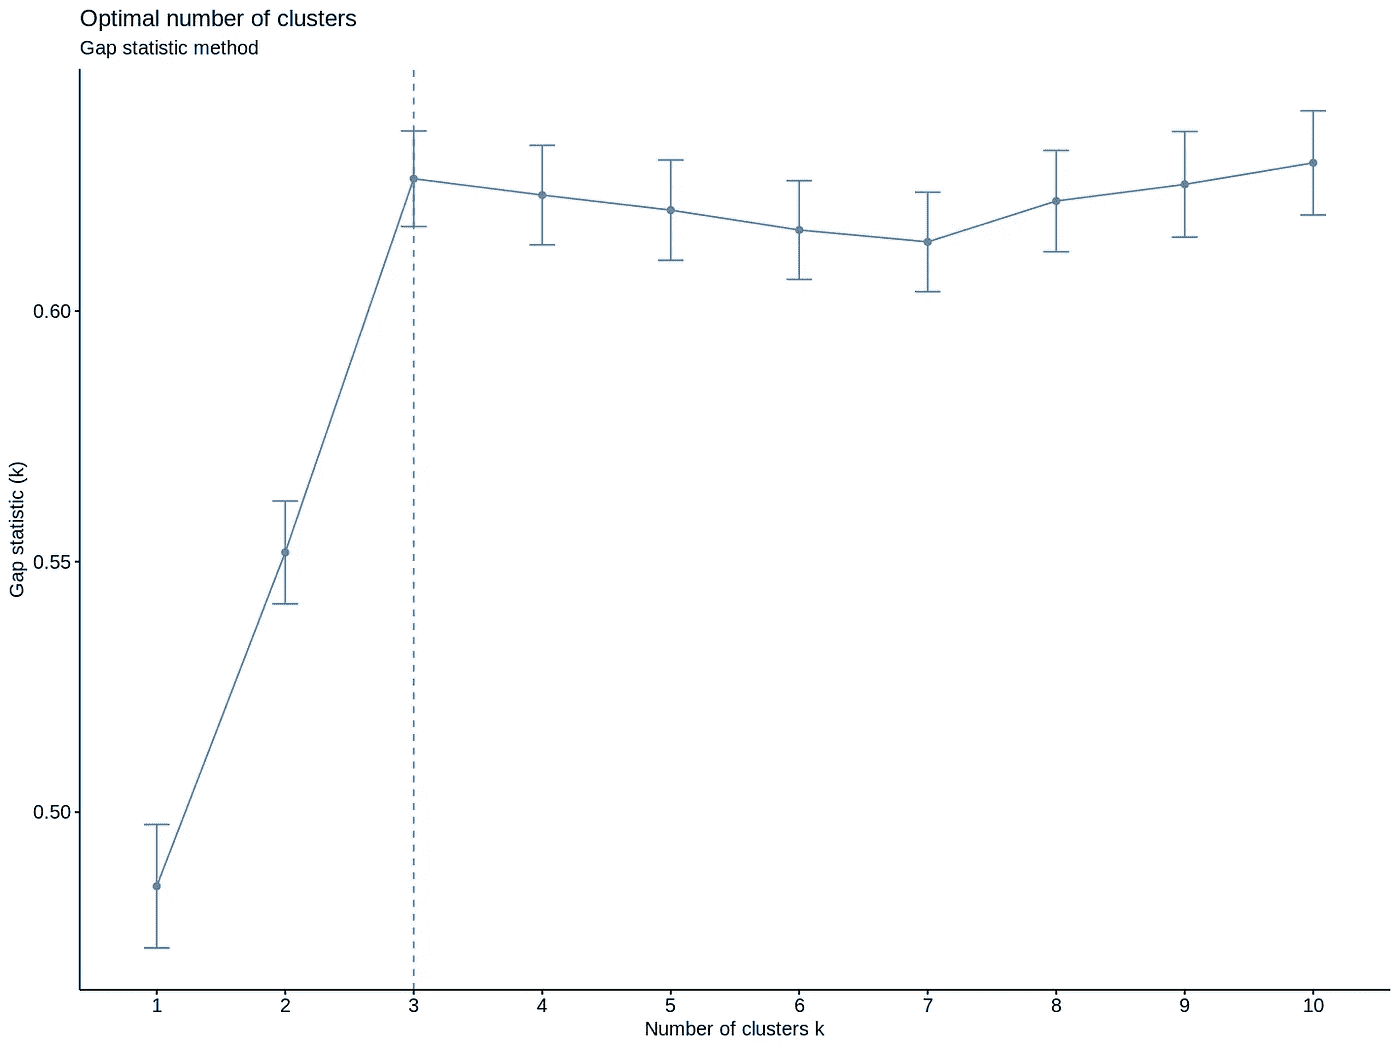 Optimal number of clusters
Gap statistic method
Gap statistic (k)
0.60
0.55
0.50
1 2 3 4 5 6 7 8 9 10
Number of clusters k